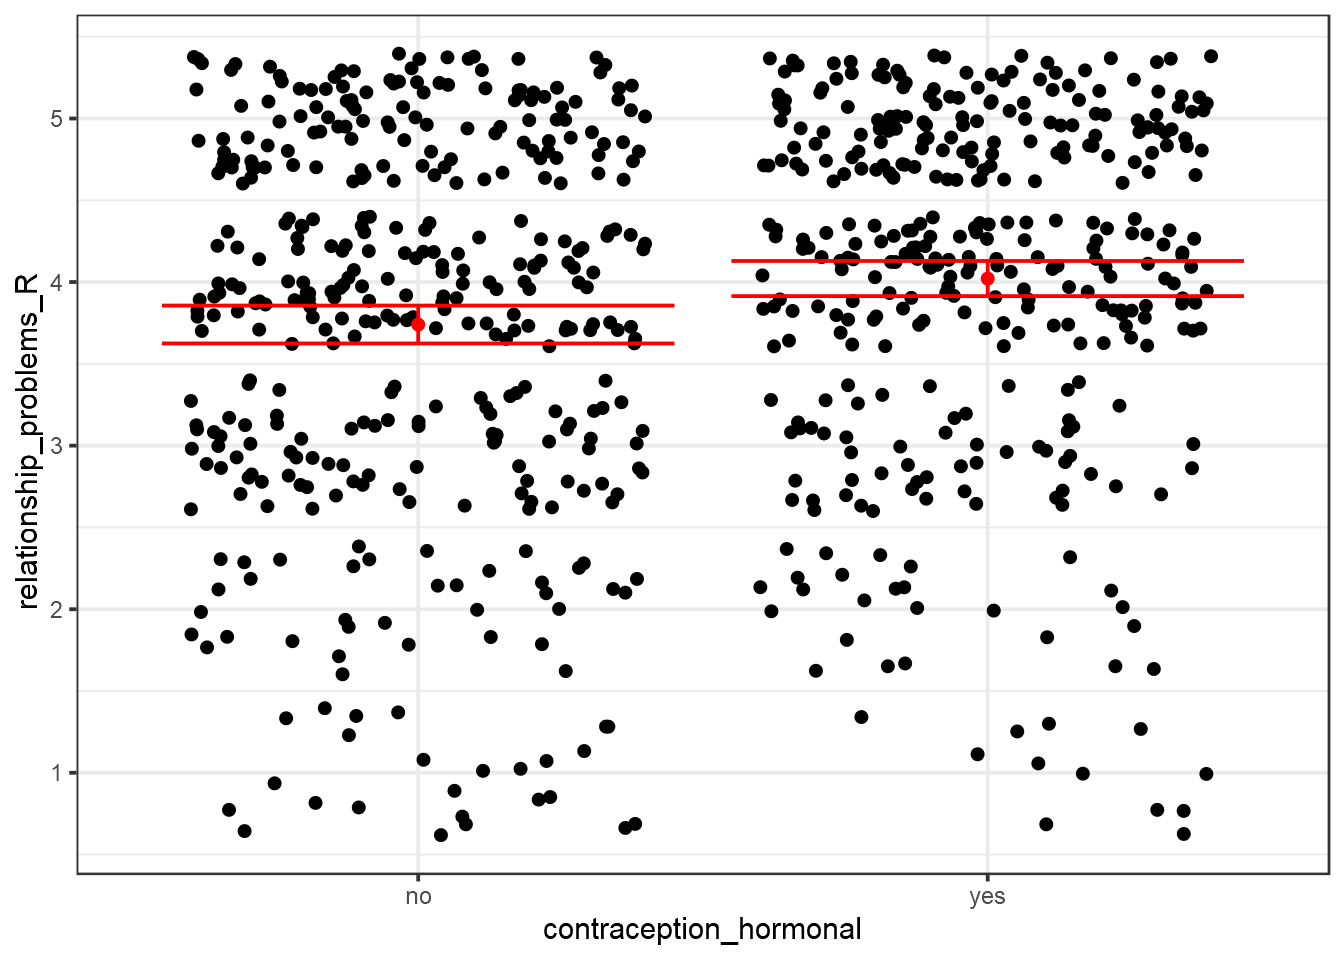 relationship_problems_R
5
4
3
2
1
no yes
contraception_hormonal